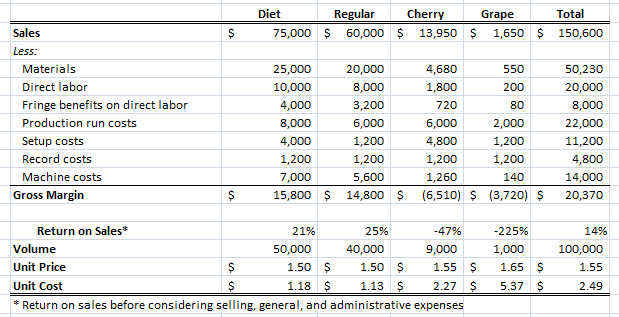 Diet Regular Cherry Grape Total
Sales $ 75,000 $ 60,000 $ 13,950 $ 1,650 $ 150,600
Less:
Materials 25,000 20,000 4,680 550 50,230
Direct labor 10,000 8,000 1,800 200 20,000
Fringe benefits on direct labor 4,000 3,200 720 80 8,000
Production run costs 8,000 6,000 6,000 2,000 22,000
Setup costs 4,000 1,200 4,800 1,200 11,200
Record costs 1,200 1,200 1,200 1,200 4,800
Machine costs 7,000 5,600 1,260 140 14,000
Gross Margin $ 15,800 $ 14,800 $ (6,510) $ (3,720) $ 20,370
Return on Sales* 21% 25% -47% -225% 14%
Volume 50,000 40,000 9,000 1,000 100,000
Unit Price $ 1.50 $ 1.50 $ 1.55 $ 1.65 $ 1.55
Unit Cost $ 1.18 $ 1.13 $ 2.27 $ 5.37 $ 2.49
* Return on sales before considering selling, general, and administrative expenses